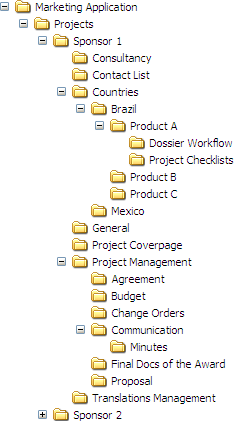 Marketing Application
Projects
Sponsor 1
Consultancy
Contact List
Countries
Brazil
Product A
Dossier Workflow
Project Checklists
Product B
Product C
Mexico
General
Project Coverpage
Project Management
Agreement
Budget
Change Orders
Communication
Minutes
Final Docs of the Award
Proposal
Translations Management
Sponsor 2